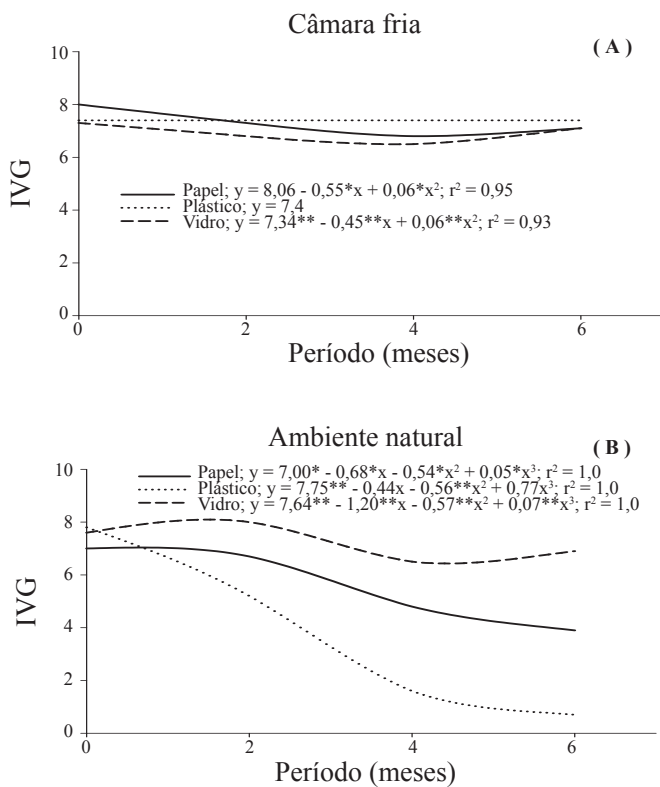 Câmara fria
( A )
10
8
6
4
2
0
IVG
Papel; y = 8,06 - 0,55*x + 0,06*x²; r² = 0,95
Plástico; y = 7,4
Vidro; y = 7,34** - 0,45**x + 0,06**x²; r² = 0,93
0 2 4 6
Período (meses)
Ambiente natural
( B )
10
8
6
4
2
0
IVG
Papel; y = 7,00* - 0,68*x - 0,54*x² + 0,05*x³; r² = 1,0
Plástico; y = 7,75** - 0,44x - 0,56**x² + 0,77x³; r² = 1,0
Vidro; y = 7,64** - 1,20**x - 0,57**x² + 0,07**x³; r² = 1,0
0 2 4 6
Período (meses)